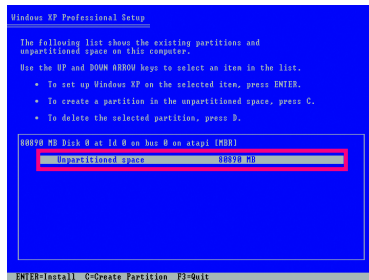 Windows XP Professional Setup
The following list shows the existing partitions and
unpartitioned space on this computer.
Use the UP and DOWN ARROW keys to select an item in the list.
• To set up Windows XP on the selected item, press ENTER.
• To create a partition in the unpartitioned space, press C.
• To delete the selected partition, press D.
80890 MB Disk 0 at Id 0 on bus 0 on atapi [MBR]
Unpartitioned space 80890 MB
ENTER=Install C=Create Partition F3=Quit